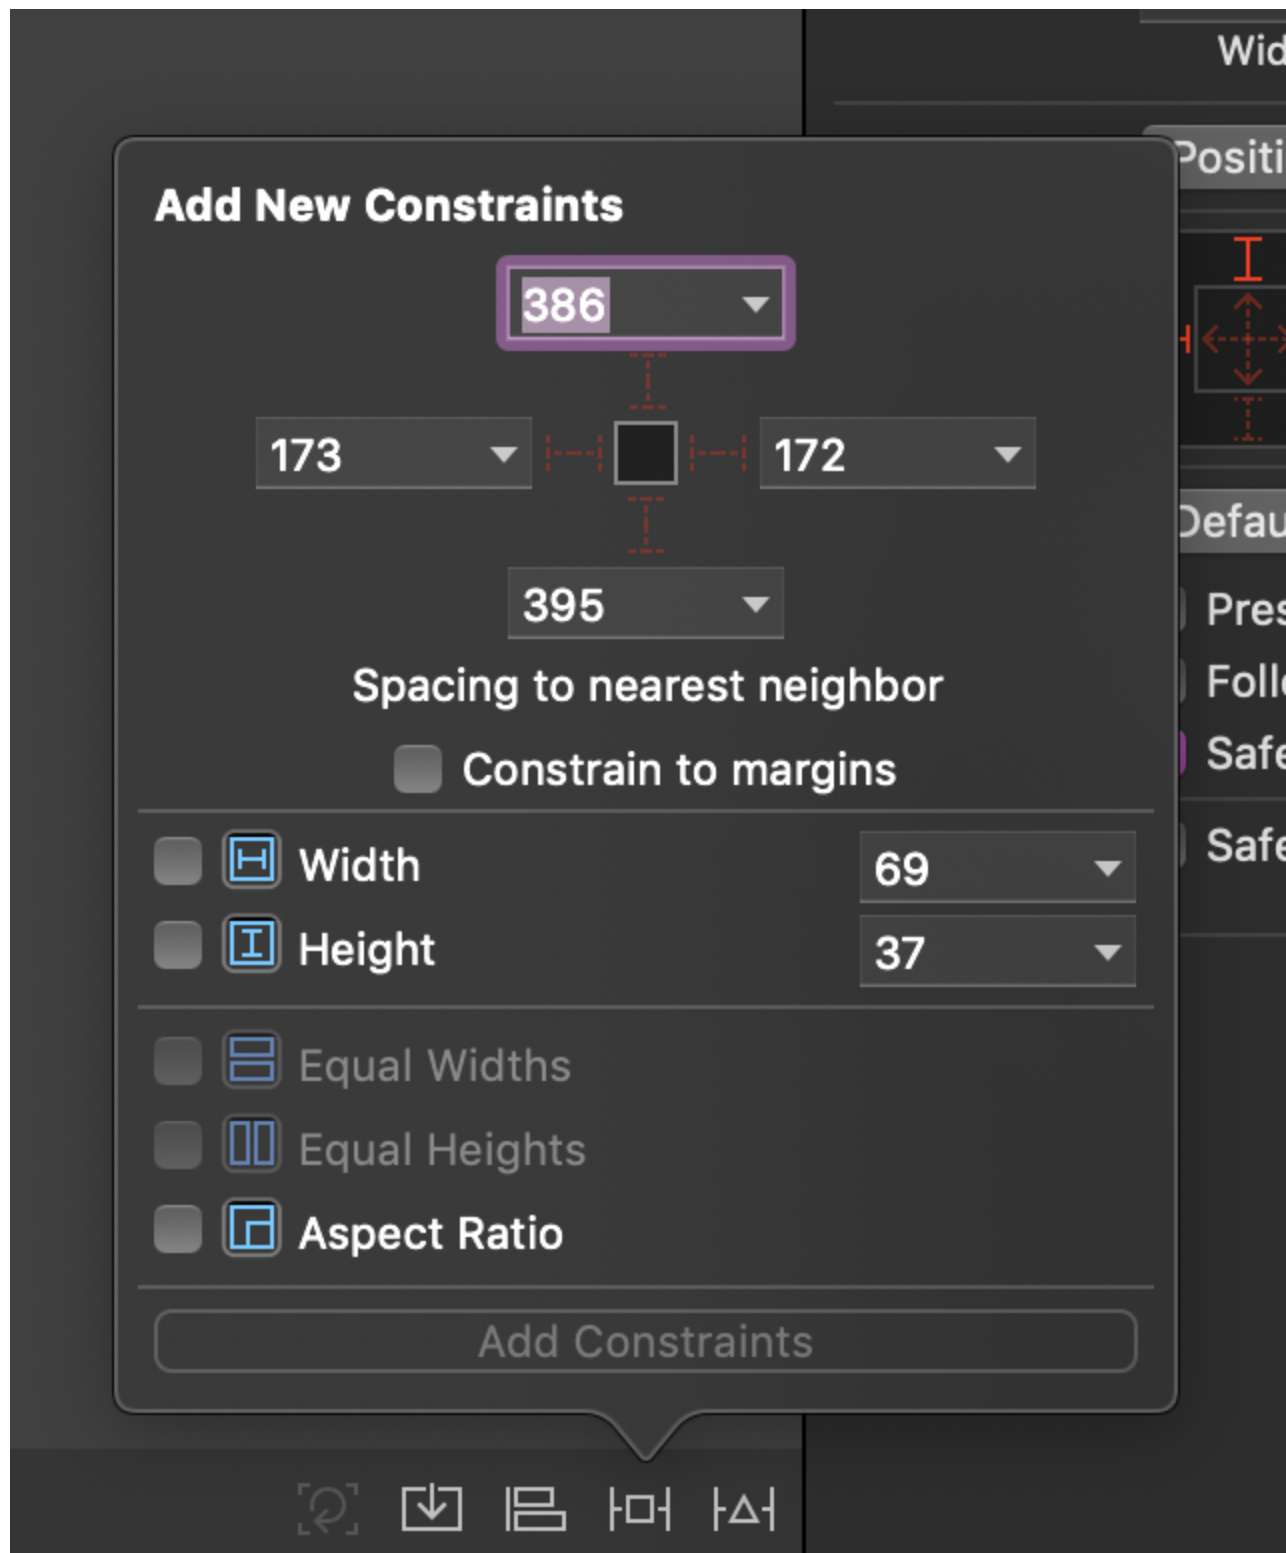 Wid
Positi
Add New Constraints
386
173
172
395
Defau
Spacing to nearest neighbor
Pres
Follo
Constrain to margins
Safe
Width
69
Safe
Height
37
Equal Widths
Equal Heights
Aspect Ratio
Add Constraints